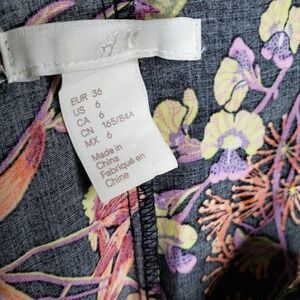 H&M
EUR 36
US 6
CA 6
CN 165/84A
MX 6
Made in
China
Fabriqué en
Chine